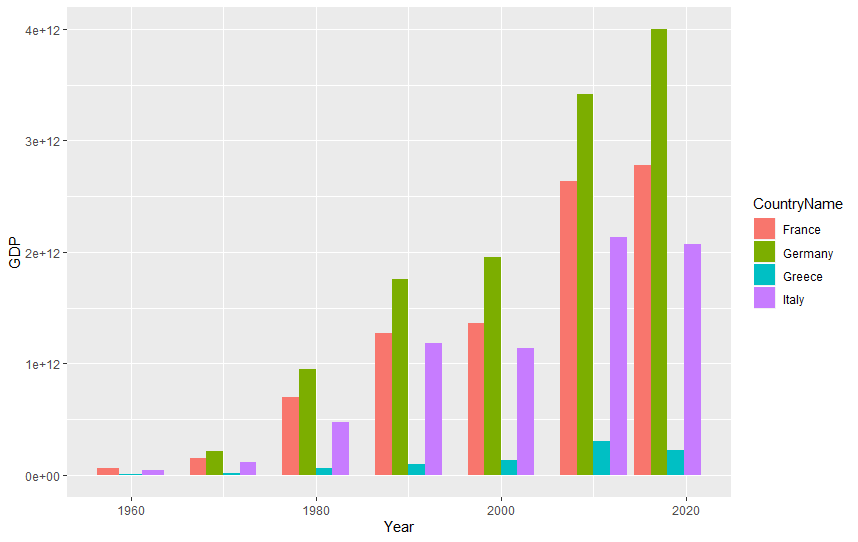 4e+12
3e+12
2e+12
1e+12
0e+00
GDP
1960
1980
2000
2020
Year
CountryName
France
Germany
Greece
Italy